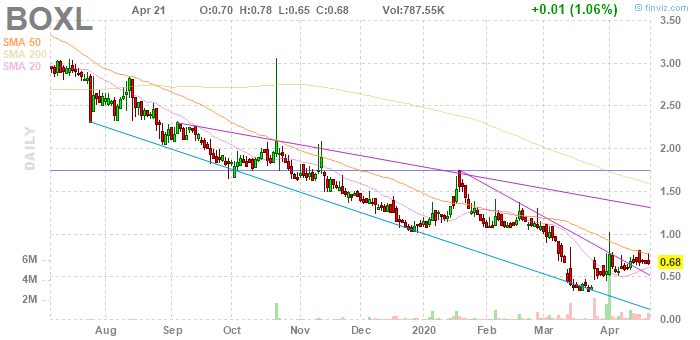 BOXL
Apr 21 O:0.70 H:0.78 L:0.65 C:0.68 Vol:787.55K
© finviz.com
+0.01 (1.06%)
SMA 50
SMA 200
SMA 20
DAILY
3.50
3.00
2.50
2.00
1.50
1.00
0.68
0.50
0.00
6M
4M
2M
Aug Sep Oct Nov Dec 2020 Feb Mar Apr